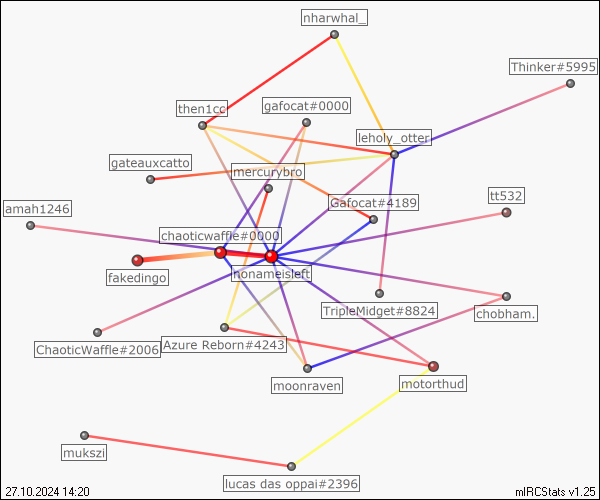 nharwhal_
Thinker#5995
then1cc
gafocat#0000
leholy_otter
gateauxcatto
mercurybro
tt532
amah1246
Gafocat#4189
chaoticwaffle#0000
fakedingo
nonameisleft
TripleMidget#8824
chobham.
ChaoticWaffle#2006
Azure Reborn#4243
moonraven
motorthud
mukszi
lucas das oppai#2396
27.10.2024 14:20
mIRCStats v1.25